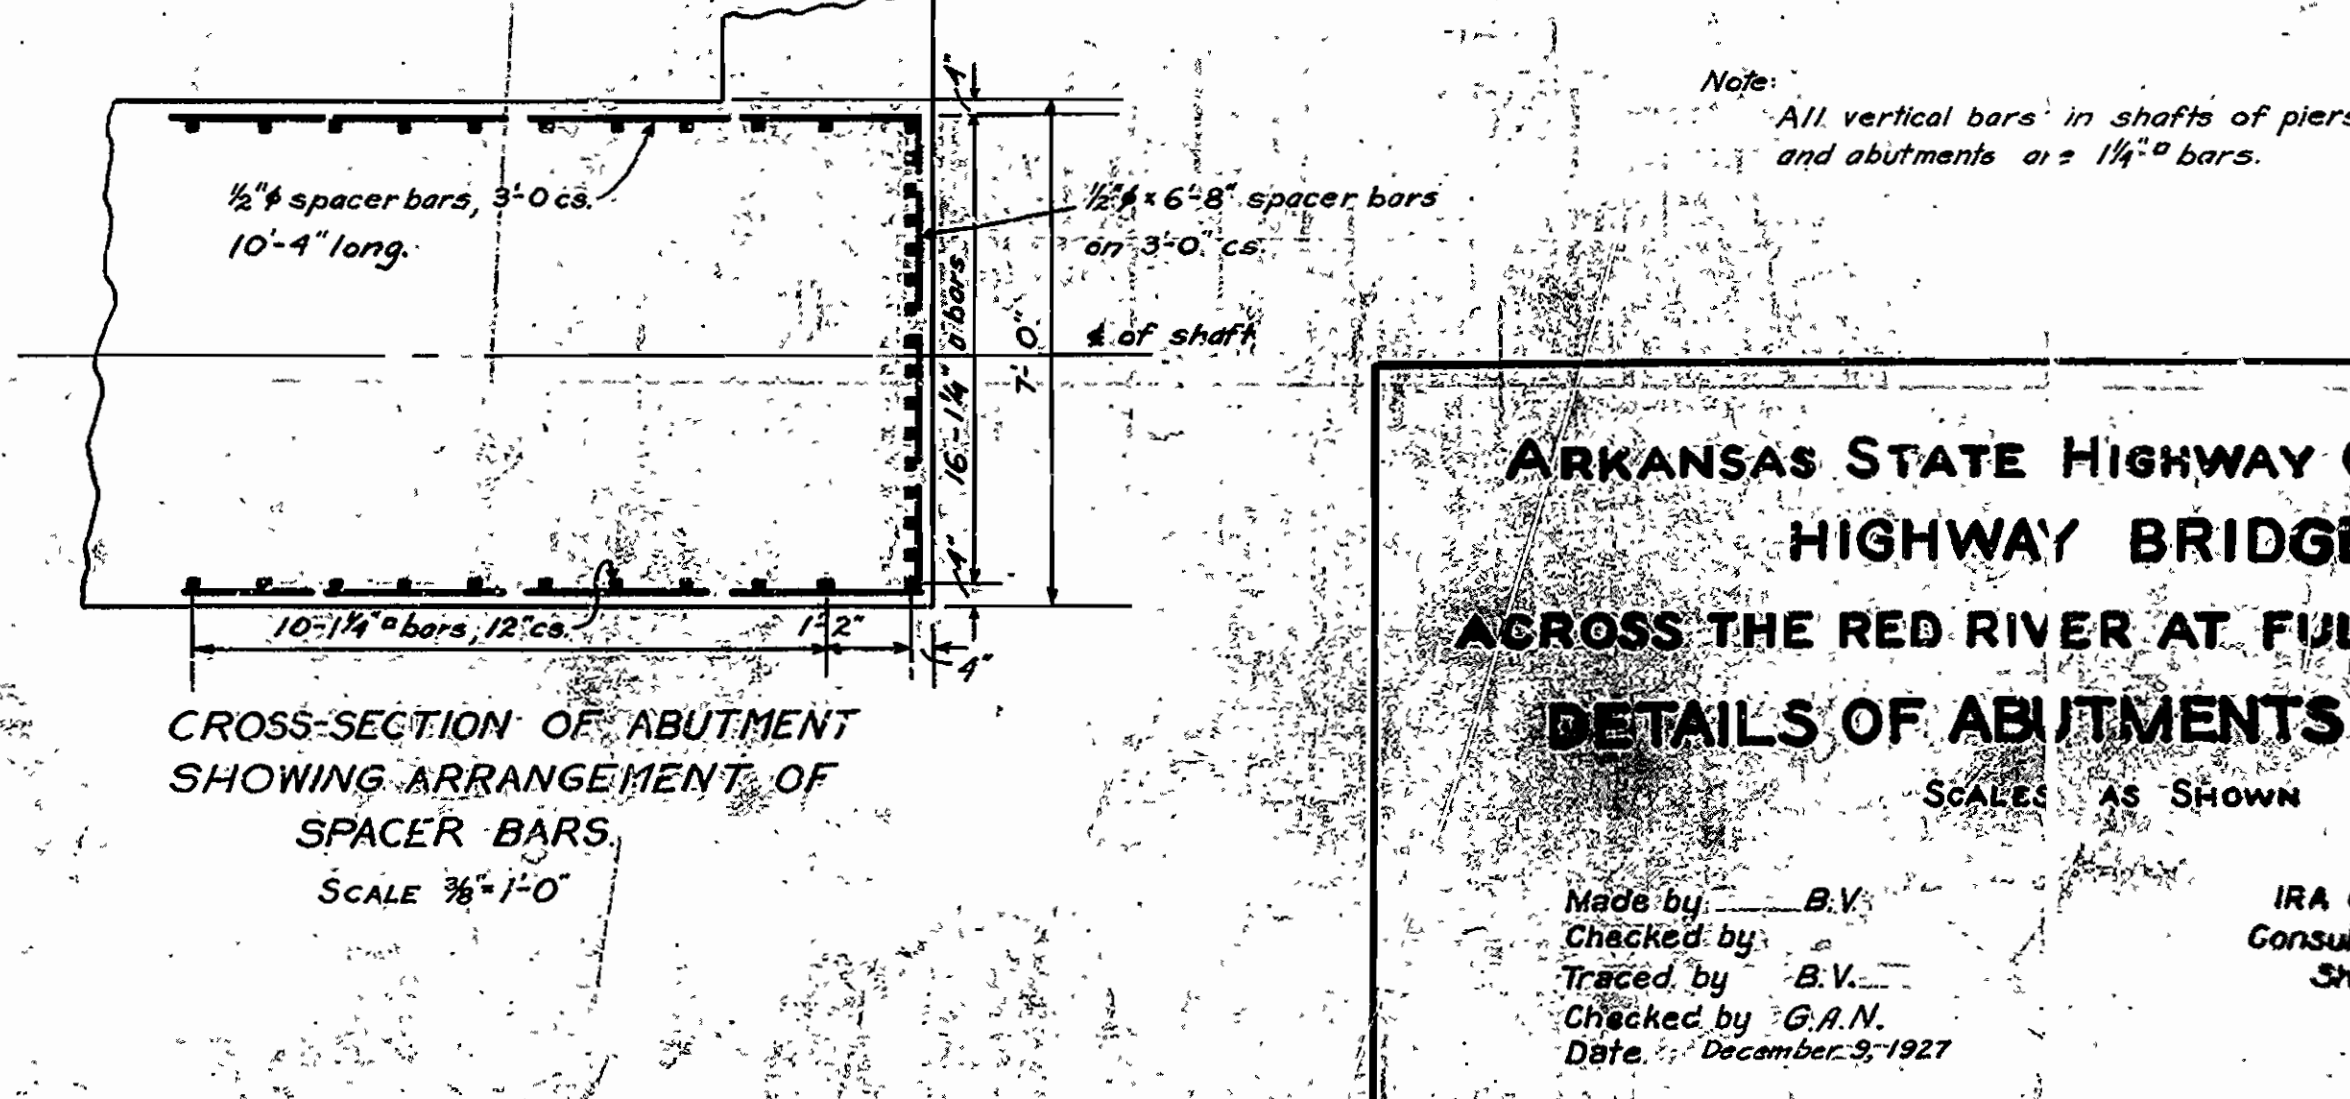 Note:
All vertical bars in shafts of piers
and abutments are 1¼"□ bars.
½"φ spacer bars, 3'-0 cs.
10'-4" long.
½"φ x 6'-8" spacer bars
on 3'-0" cs.
℄ of shaft
4"
16-1¼" □ bars
4"
7'-0"
10-1¼"□ bars, 12"cs.
1'-2"
4"
CROSS-SECTION OF ABUTMENT
SHOWING ARRANGEMENT OF
SPACER BARS.
SCALE ⅜"=1'-0"
ARKANSAS STATE HIGHWAY
HIGHWAY BRIDGE
ACROSS THE RED RIVER AT
DETAILS OF ABUTMENTS
SCALES AS SHOWN
Made by B.V.
Checked by
Traced by B.V.
Checked by G.A.N.
Date December 9, 1927
IRA